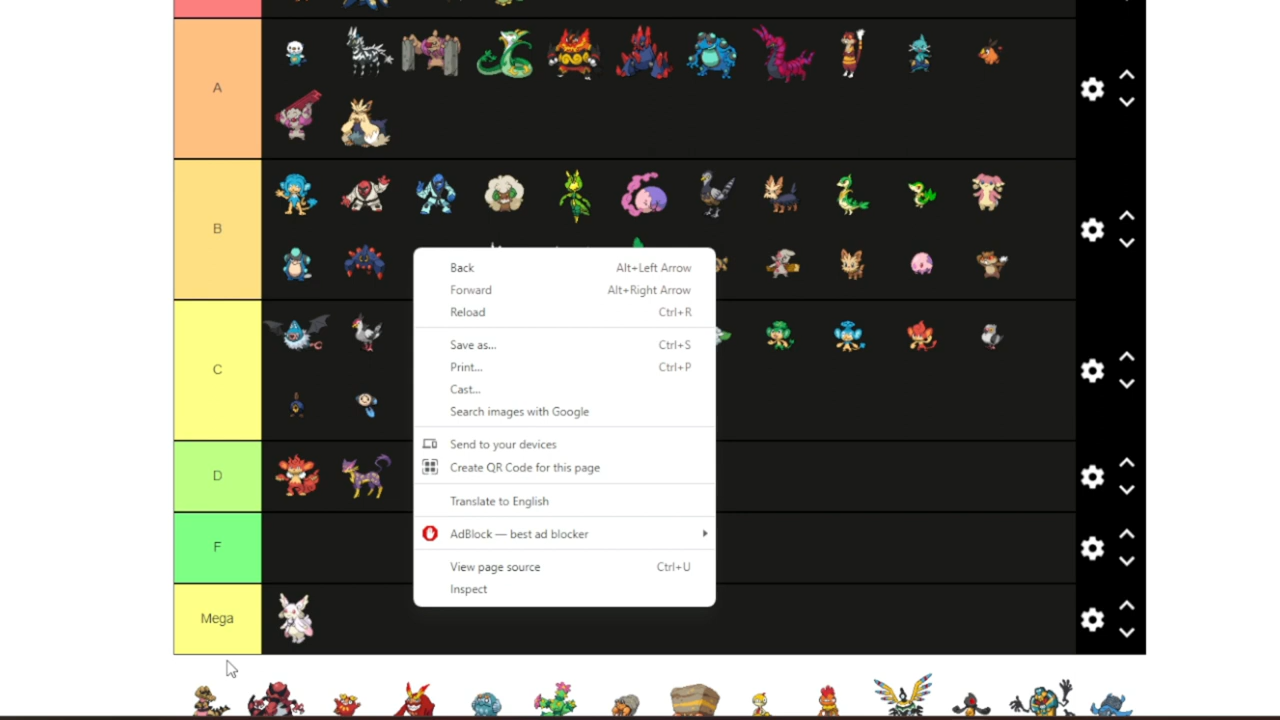 A
B
Back Alt+Left Arrow
Forward Alt+Right Arrow
Reload Ctrl+R
C
Save as... Ctrl+S
Print... Ctrl+P
Cast...
Search images with Google
Send to your devices
Create QR Code for this page
D
Translate to English
AdBlock — best ad blocker
F
View page source Ctrl+U
Inspect
Mega